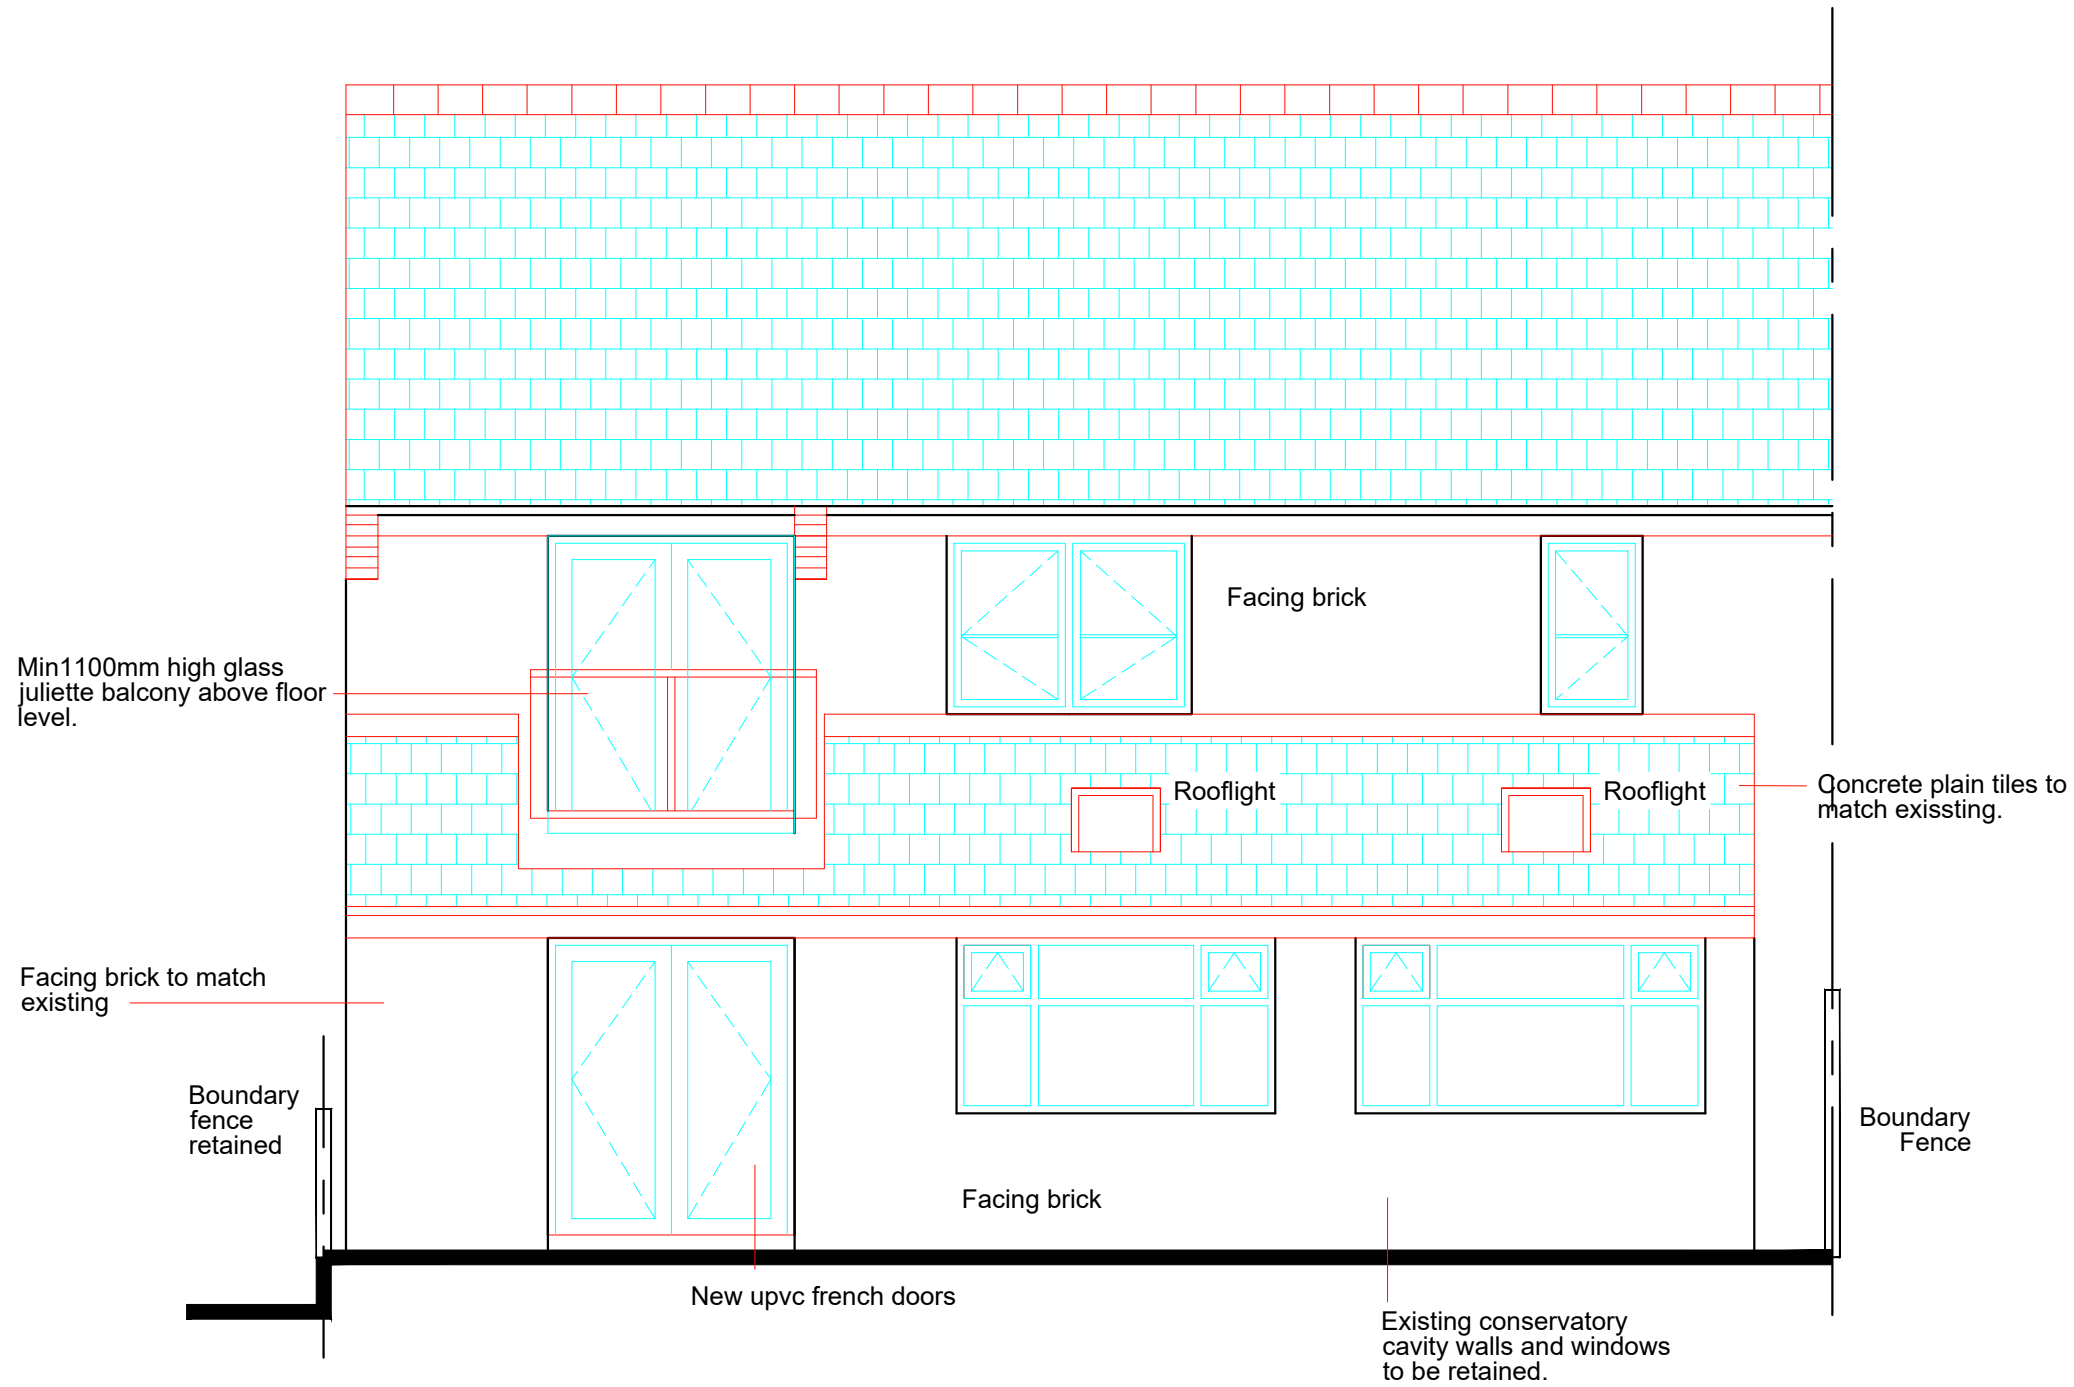 Facing brick
Min1100mm high glass
juliette balcony above floor
level.
Rooflight
Rooflight
Concrete plain tiles to
match exissting.
Facing brick to match
existing
Boundary
fence
retained
Boundary
Fence
Facing brick
New upvc french doors
Existing conservatory
cavity walls and windows
to be retained.